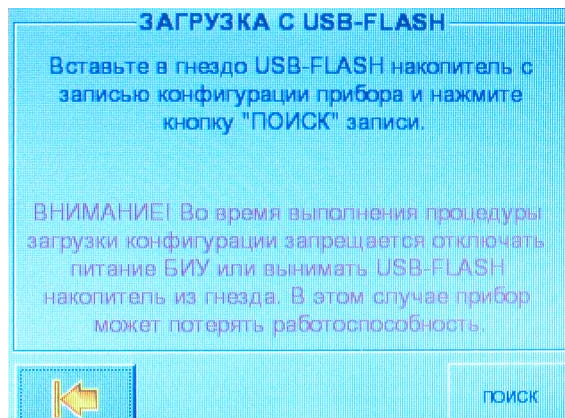 ЗАГРУЗКА С USB-FLASH
Вставьте в гнездо USB-FLASH накопитель с
записью конфигурации прибора и нажмите
кнопку "ПОИСК" записи.
ВНИМАНИЕ! Во время выполнения процедуры
загрузки конфигурации запрещается отключать
питание БИУ или вынимать USB-FLASH
накопитель из гнезда. В этом случае прибор
может потерять работоспособность.
ПОИСК